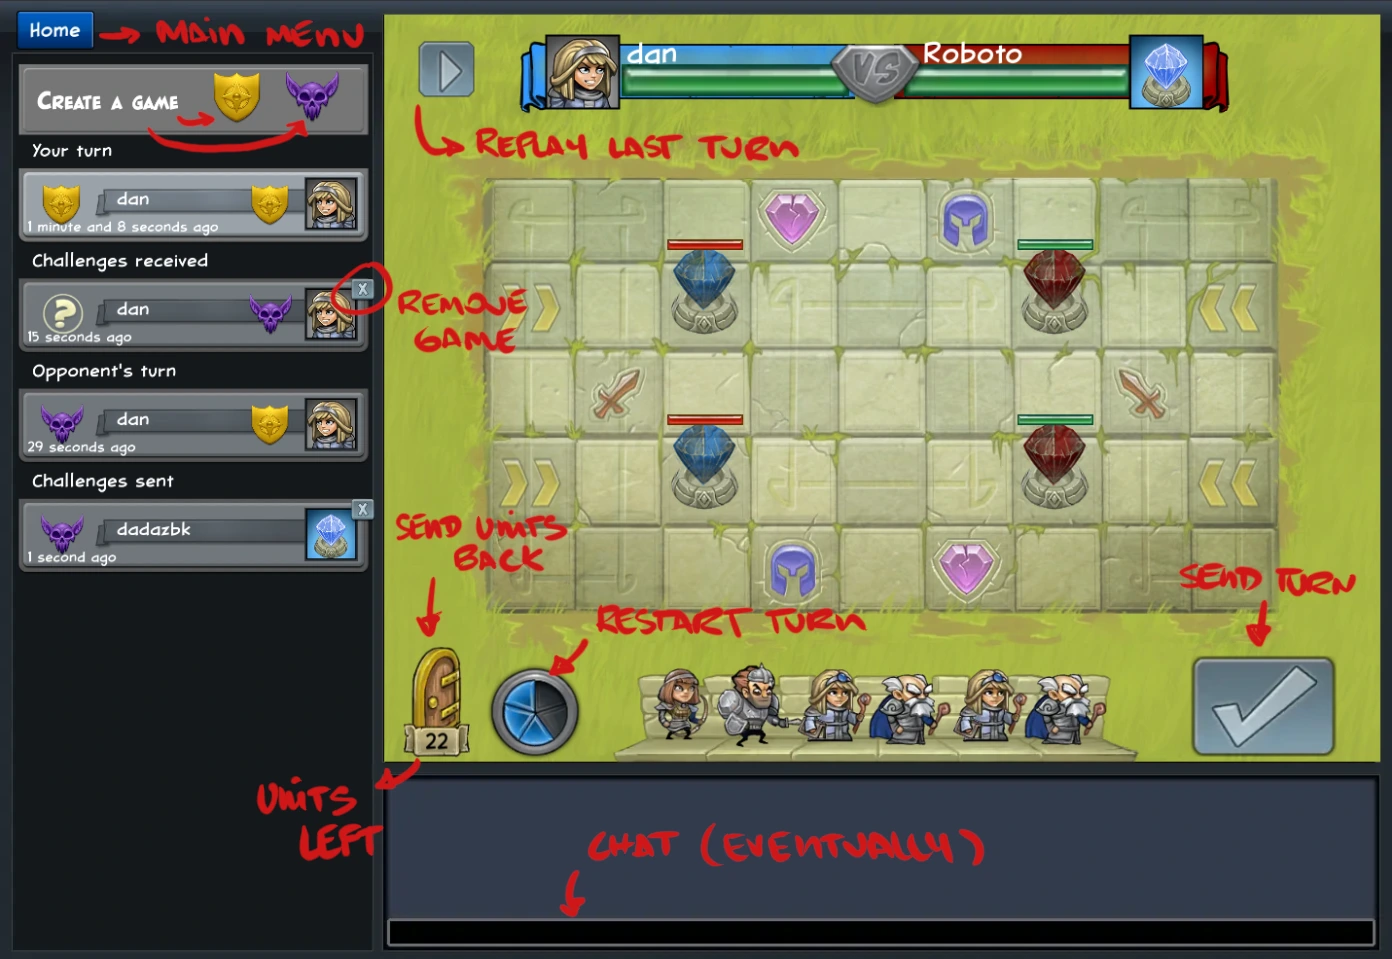 Home
MAIN MENU
CREATE A GAME
Your turn
dan
1 minute and 8 seconds ago
Challenges received
X
dan
15 seconds ago
REMOVE
GAME
Opponent's turn
dan
29 seconds ago
Challenges sent
X
dadazbk
1 second ago
dan
VS
Roboto
REPLAY LAST TURN
SEND UNITS
BACK
RESTART TURN
SEND TURN
22
UNITS
LEFT
CHAT (EVENTUALLY)